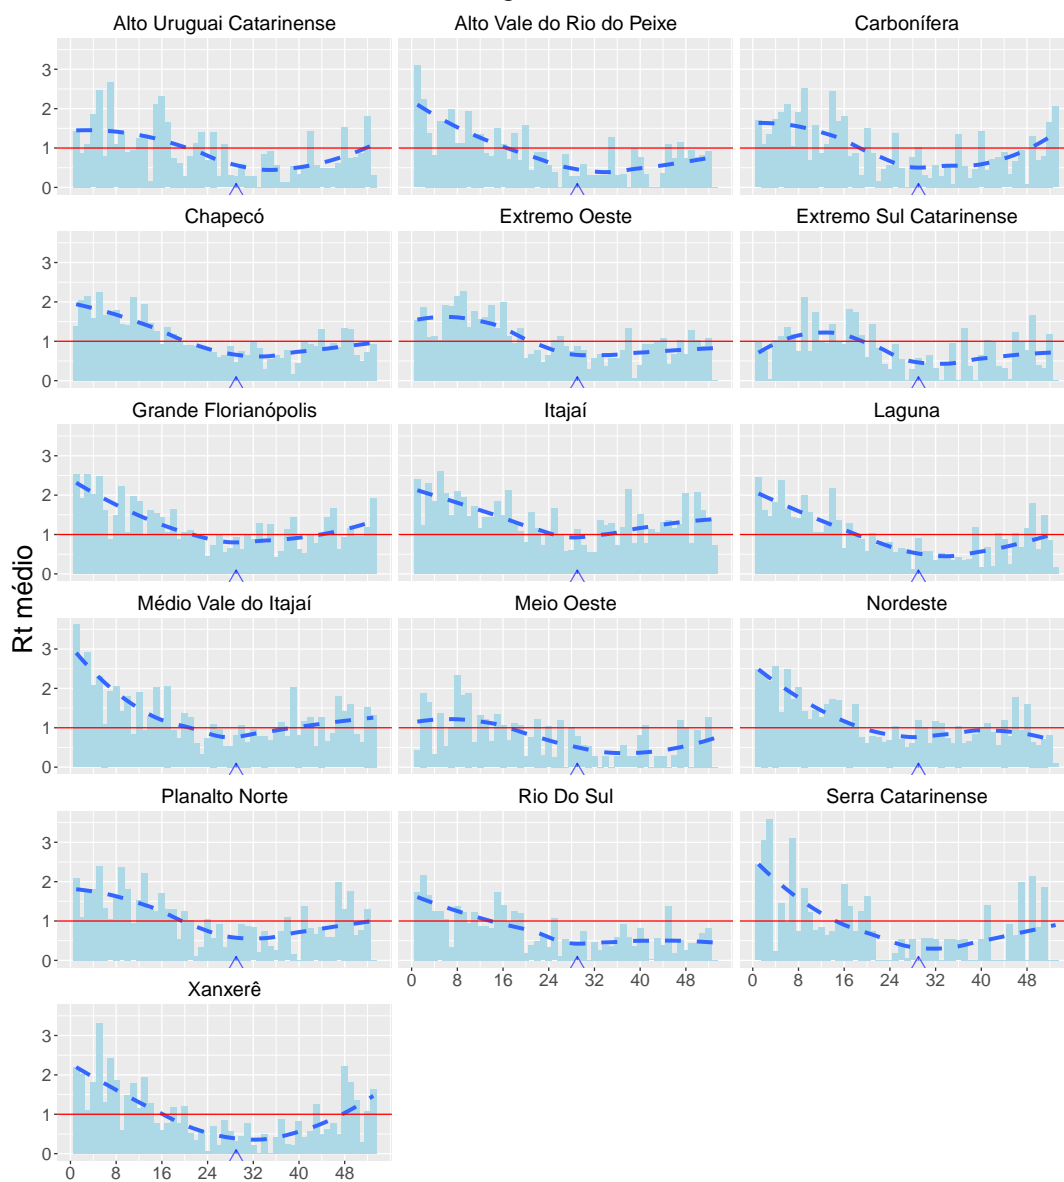 Alto Uruguai Catarinense Alto Vale do Rio do Peixe Carbonífera
3
2
1
0
Chapecó Extremo Oeste Extremo Sul Catarinense
3
2
1
0
Grande Florianópolis Itajaí Laguna
3
2
1
0
Rt médio
Médio Vale do Itajaí Meio Oeste Nordeste
3
2
1
0
Planalto Norte Rio Do Sul Serra Catarinense
3
2
1
0
0 8 16 24 32 40 48 0 8 16 24 32 40 48
Xanxerê
3
2
1
0
0 8 16 24 32 40 48